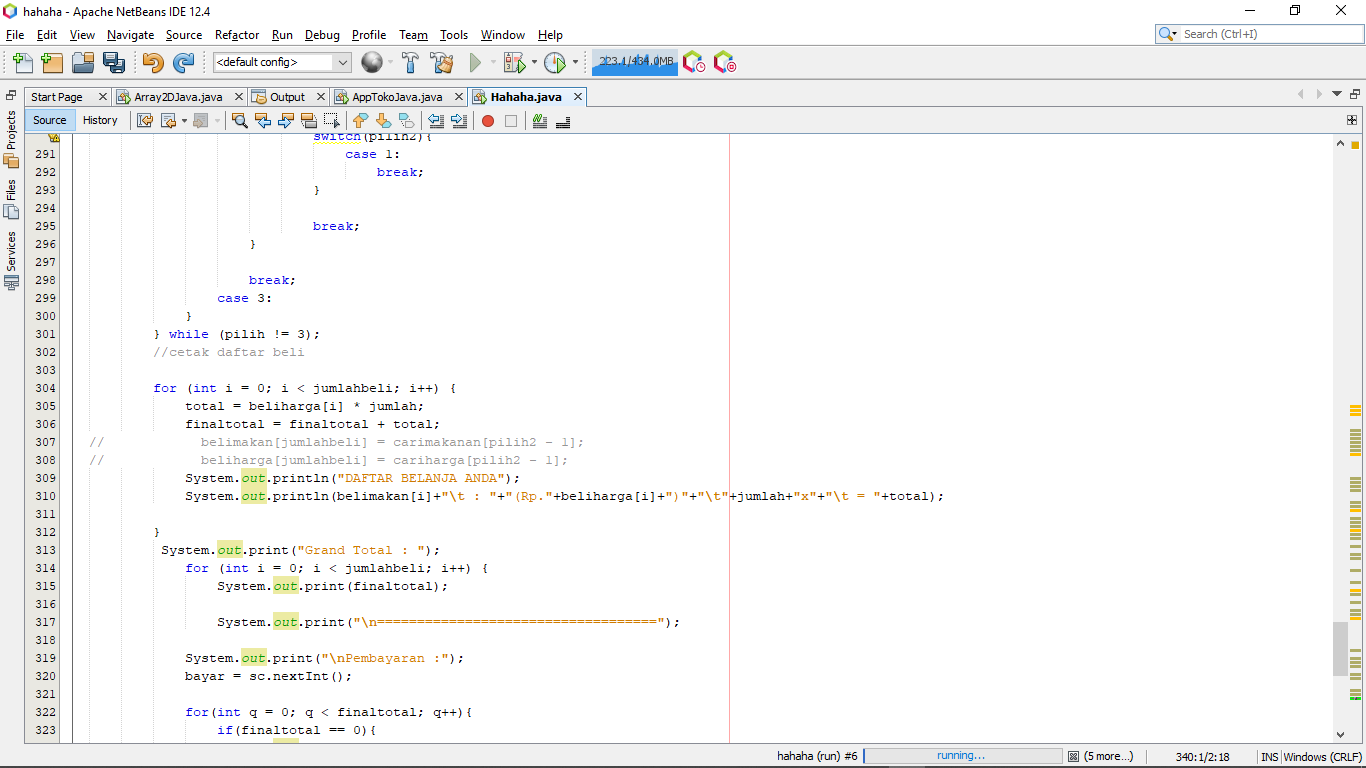 hahaha - Apache NetBeans IDE 12.4
File Edit View Navigate Source Refactor Run Debug Profile Team Tools Window Help
Search (Ctrl+I)
<default config>
223.1/434.0MB
Start Page Array2DJava.java Output AppTokoJava.java Hahaha.java
Source History
Projects
Files
Services
switch(pilih2){
291 case 1:
292 break;
293 }
294
295 break;
296 }
297
298 break;
299 case 3:
300 }
301 } while (pilih != 3);
302 //cetak daftar beli
303
304 for (int i = 0; i < jumlahbeli; i++) {
305 total = beliharga[i] * jumlah;
306 finaltotal = finaltotal + total;
307 // belimakan[jumlahbeli] = carimakanan[pilih2 - 1];
308 // beliharga[jumlahbeli] = cariharga[pilih2 - 1];
309 System.out.println("DAFTAR BELANJA ANDA");
310 System.out.println(belimakan[i]+"\t : "+"(Rp."+beliharga[i]+")"+"\t"+jumlah+"x"+"\t = "+total);
311
312 }
313 System.out.print("Grand Total : ");
314 for (int i = 0; i < jumlahbeli; i++) {
315 System.out.print(finaltotal);
316
317 System.out.print("\n===================================");
318
319 System.out.print("\nPembayaran :");
320 bayar = sc.nextInt();
321
322 for(int q = 0; q < finaltotal; q++){
323 if(finaltotal == 0){
hahaha (run) #6 running... (5 more...) 340:1/2:18 INS Windows (CRLF)